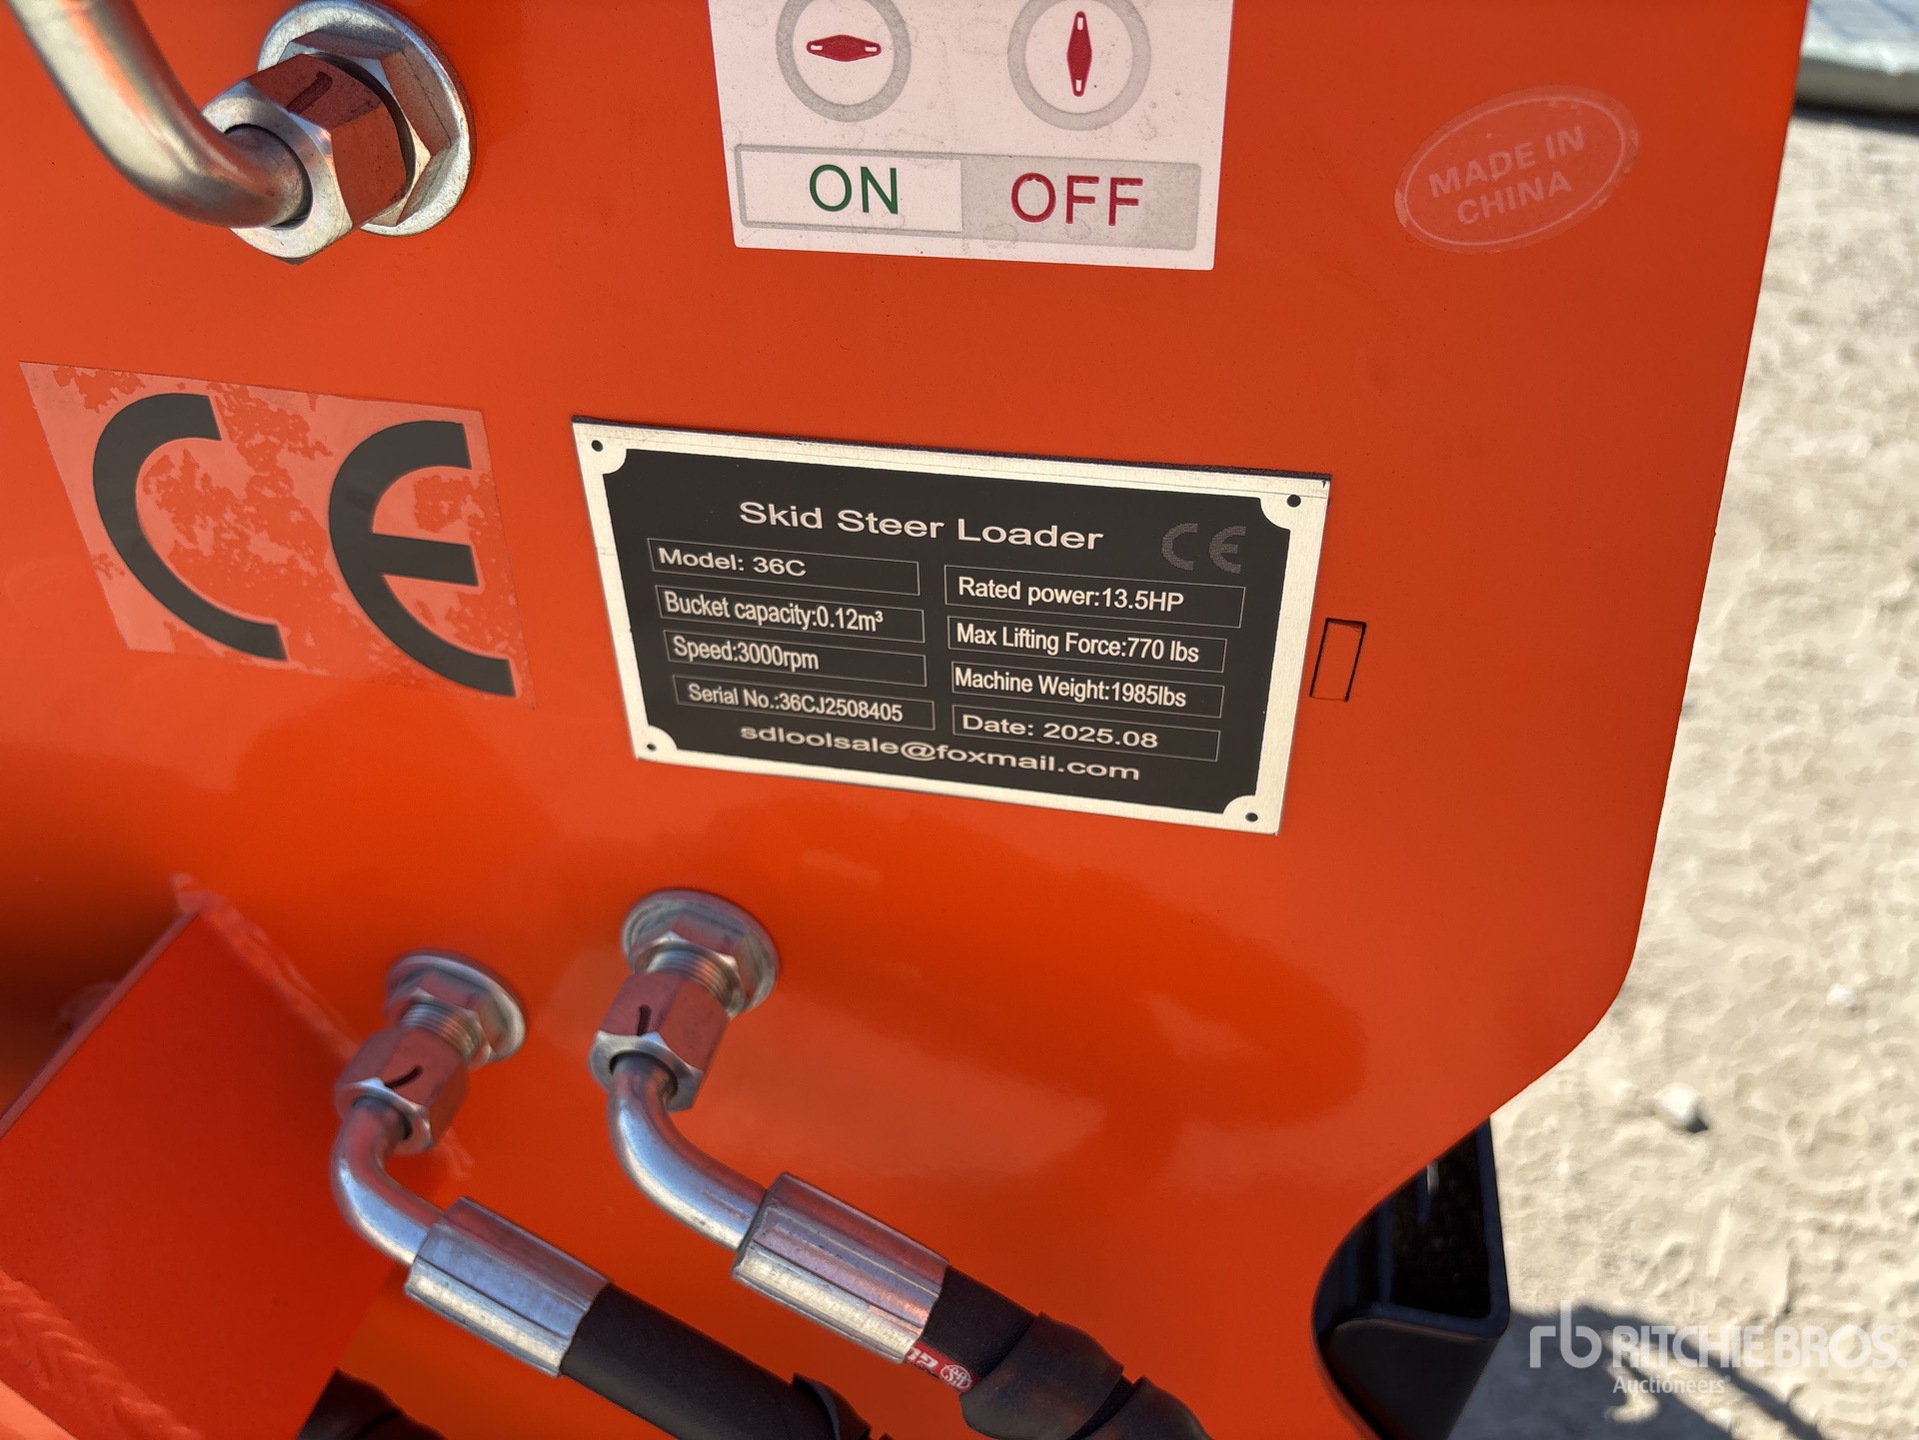 ON OFF
MADE IN
CHINA
CE
Skid Steer Loader CE
Model: 36C
Rated power:13.5HP
Bucket capacity:0.12m³
Max Lifting Force:770 lbs
Speed:3000rpm
Machine Weight:1985lbs
Serial No.:36CJ2508405
Date: 2025.08
sdloolsale@foxmail.com
rb RITCHIE BROS.
Auctioneers